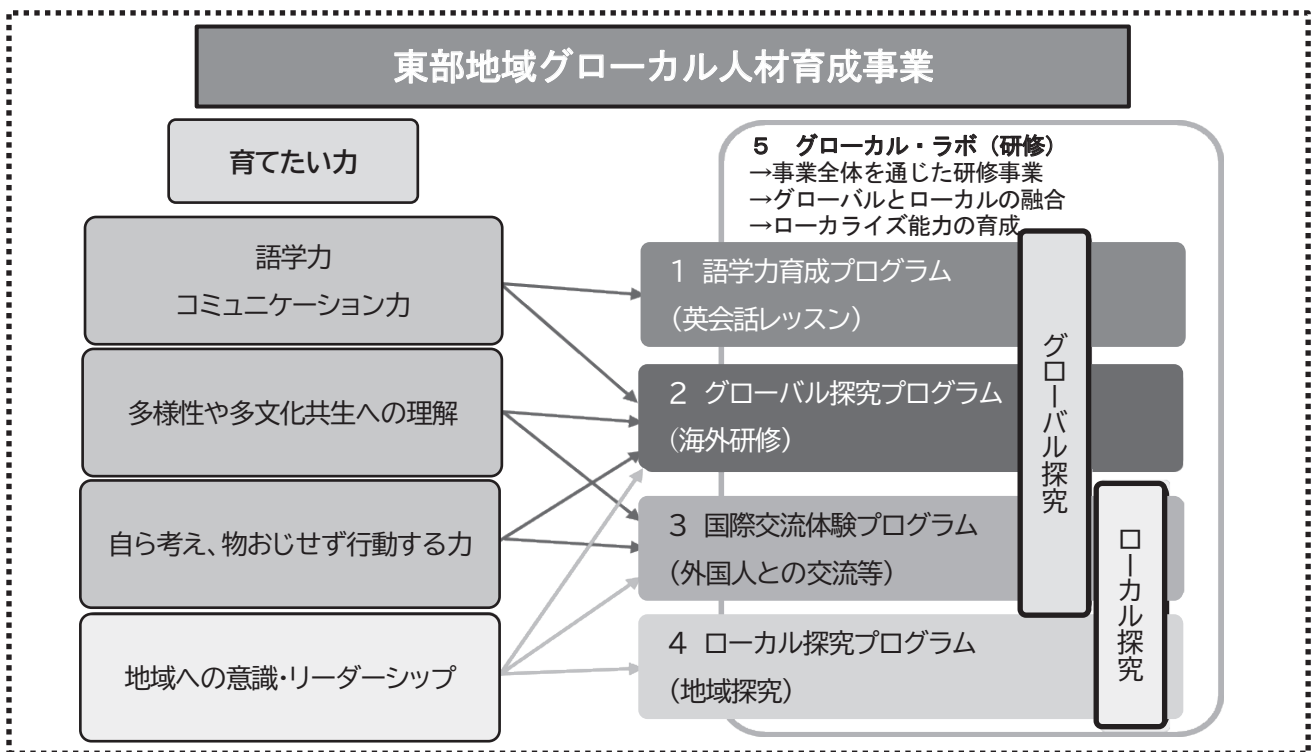 東部地域グローカル人材育成事業
育てたい力
語学力
コミュニケーション力
多様性や多文化共生への理解
自ら考え、物おじせず行動する力
地域への意識・リーダーシップ
5 グローカル・ラボ（研修）
→事業全体を通じた研修事業
→グローバルとローカルの融合
→ローカライズ能力の育成
1 語学力育成プログラム
（英会話レッスン）
2 グローバル探究プログラム
（海外研修）
3 国際交流体験プログラム
（外国人との交流等）
4 ローカル探究プログラム
（地域探究）
グローバル探究
ローカル探究